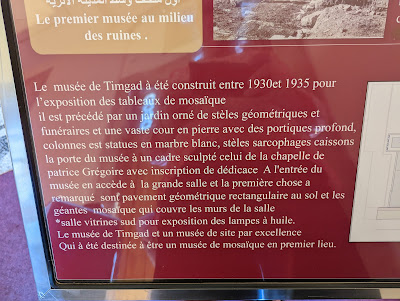 Le premier musée au milieu
des ruines .
Le musée de Timgad à été construit entre 1930et 1935 pour
l'exposition des tableaux de mosaïque
il est précédé par un jardin orné de stèles géométriques et
funéraires et une vaste cour en pierre avec des portiques profond,
colonnes est statues en marbre blanc, stèles sarcophages caissons
la porte du musée à un cadre sculpté celui de la chapelle de
patrice Grégoire avec inscription de dédicace A l'entrée du
musée en accède à la grande salle et la première chose a
remarqué sont pavement géométrique rectangulaire au sol et les
géantes mosaïque qui couvre les murs de la salle
*salle vitrines sud pour exposition des lampes à huile.
Le musée de Timgad et un musée de site par excellence
Qui à été destinée à être un musée de mosaïque en premier lieu.